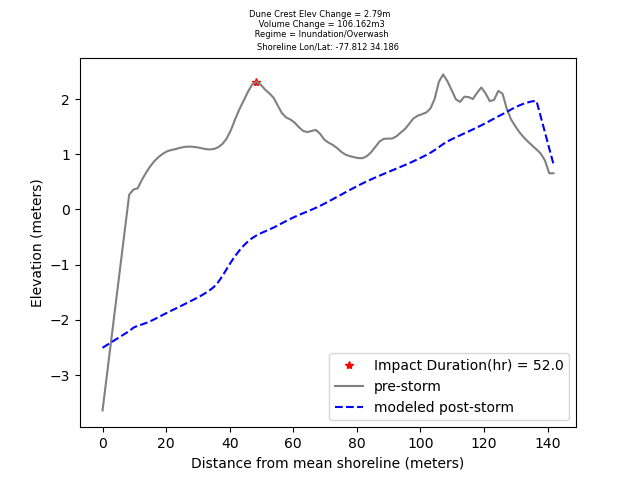 Dune Crest Elev Change = 2.79m
Volume Change = 106.162m3
Regime = Inundation/Overwash
Shoreline Lon/Lat: -77.812 34.186
2
1
0
−1
−2
−3
Elevation (meters)
Impact Duration(hr) = 52.0
pre-storm
modeled post-storm
0 20 40 60 80 100 120 140
Distance from mean shoreline (meters)